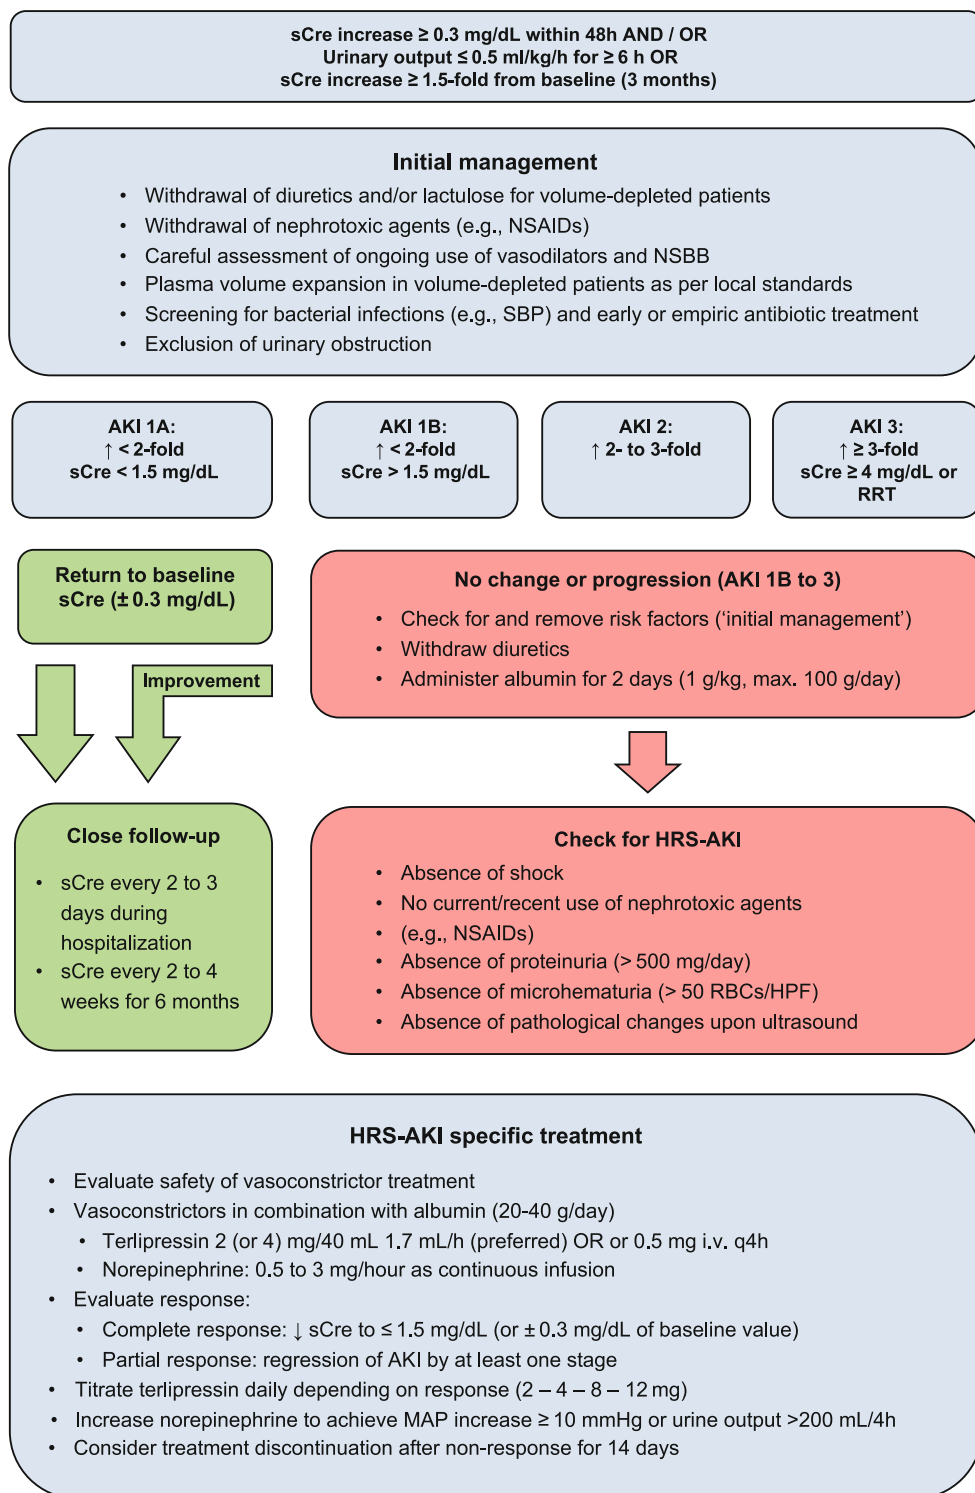 sCre increase ≥ 0.3 mg/dL within 48h AND / OR
Urinary output ≤ 0.5 ml/kg/h for ≥ 6 h OR
sCre increase ≥ 1.5-fold from baseline (3 months)
Initial management
• Withdrawal of diuretics and/or lactulose for volume-depleted patients
• Withdrawal of nephrotoxic agents (e.g., NSAIDs)
• Careful assessment of ongoing use of vasodilators and NSBB
• Plasma volume expansion in volume-depleted patients as per local standards
• Screening for bacterial infections (e.g., SBP) and early or empiric antibiotic treatment
• Exclusion of urinary obstruction
AKI 1A:
↑ < 2-fold
sCre < 1.5 mg/dL
AKI 1B:
↑ < 2-fold
sCre > 1.5 mg/dL
AKI 2:
↑ 2- to 3-fold
AKI 3:
↑ ≥ 3-fold
sCre ≥ 4 mg/dL or
RRT
Return to baseline
sCre (± 0.3 mg/dL)
Improvement
No change or progression (AKI 1B to 3)
• Check for and remove risk factors (‘initial management’)
• Withdraw diuretics
• Administer albumin for 2 days (1 g/kg, max. 100 g/day)
Close follow-up
• sCre every 2 to 3
days during
hospitalization
• sCre every 2 to 4
weeks for 6 months
Check for HRS-AKI
• Absence of shock
• No current/recent use of nephrotoxic agents
• (e.g., NSAIDs)
• Absence of proteinuria (> 500 mg/day)
• Absence of microhematuria (> 50 RBCs/HPF)
• Absence of pathological changes upon ultrasound
HRS-AKI specific treatment
• Evaluate safety of vasoconstrictor treatment
• Vasoconstrictors in combination with albumin (20-40 g/day)
• Terlipressin 2 (or 4) mg/40 mL 1.7 mL/h (preferred) OR or 0.5 mg i.v. q4h
• Norepinephrine: 0.5 to 3 mg/hour as continuous infusion
• Evaluate response:
• Complete response: ↓ sCre to ≤ 1.5 mg/dL (or ± 0.3 mg/dL of baseline value)
• Partial response: regression of AKI by at least one stage
• Titrate terlipressin daily depending on response (2 – 4 – 8 – 12 mg)
• Increase norepinephrine to achieve MAP increase ≥ 10 mmHg or urine output >200 mL/4h
• Consider treatment discontinuation after non-response for 14 days